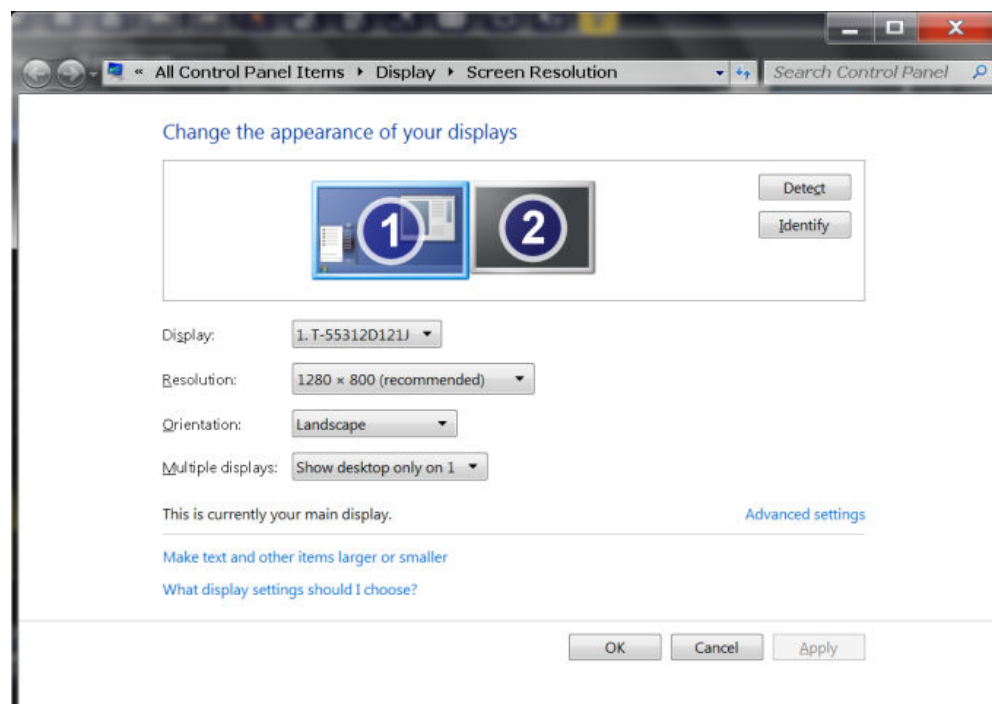 « All Control Panel Items ▸ Display ▸ Screen Resolution Search Control Panel
Change the appearance of your displays
1 2
Detect
Identify
Display: 1. T-55312D121J
Resolution: 1280 × 800 (recommended)
Orientation: Landscape
Multiple displays: Show desktop only on 1
This is currently your main display. Advanced settings
Make text and other items larger or smaller
What display settings should I choose?
OK Cancel Apply